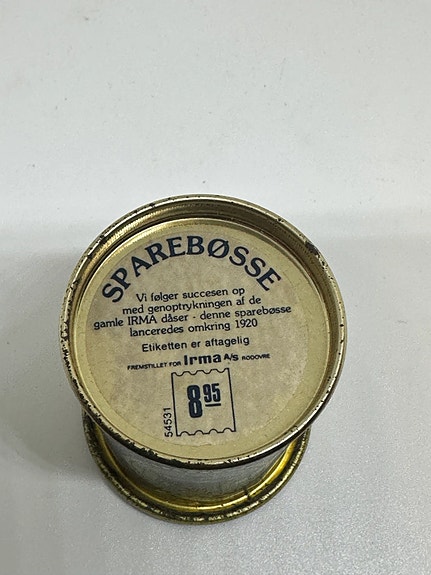 SPAREBØSSE
Vi følger succesen op
med genoptrykningen af de
gamle IRMA dåser - denne sparebøsse
lanceredes omkring 1920
Etiketten er aftagelig
FREMSTILLET FOR Irma A/S RØDOVRE
54531
8 95